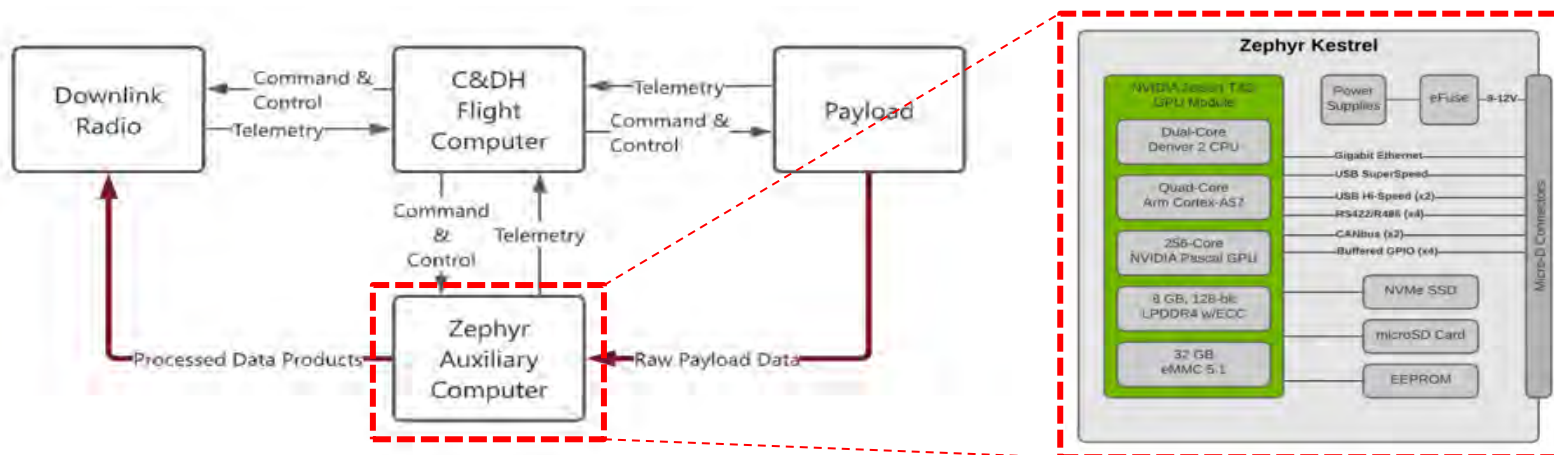 Downlink
Radio
Command &
Control
Telemetry
C&DH
Flight
Computer
Telemetry
Command &
Control
Payload
Command
&
Control
Telemetry
Processed Data Products
Zephyr
Auxiliary
Computer
Raw Payload Data
Zephyr Kestrel
NVIDIA Jetson TX2i
GPU Module
Dual-Core
Denver 2 CPU
Quad-Core
Arm Cortex-A57
256-Core
NVIDIA Pascal GPU
8 GB, 128-bit
LPDDR4 w/ECC
32 GB
eMMC 5.1
Power
Supplies
eFuse
9-12V
Gigabit Ethernet
USB SuperSpeed
USB Hi-Speed (x2)
RS422/R485 (x4)
CANbus (x2)
Buffered GPIO (x4)
NVMe SSD
microSD Card
EEPROM
Micro-D Connectors